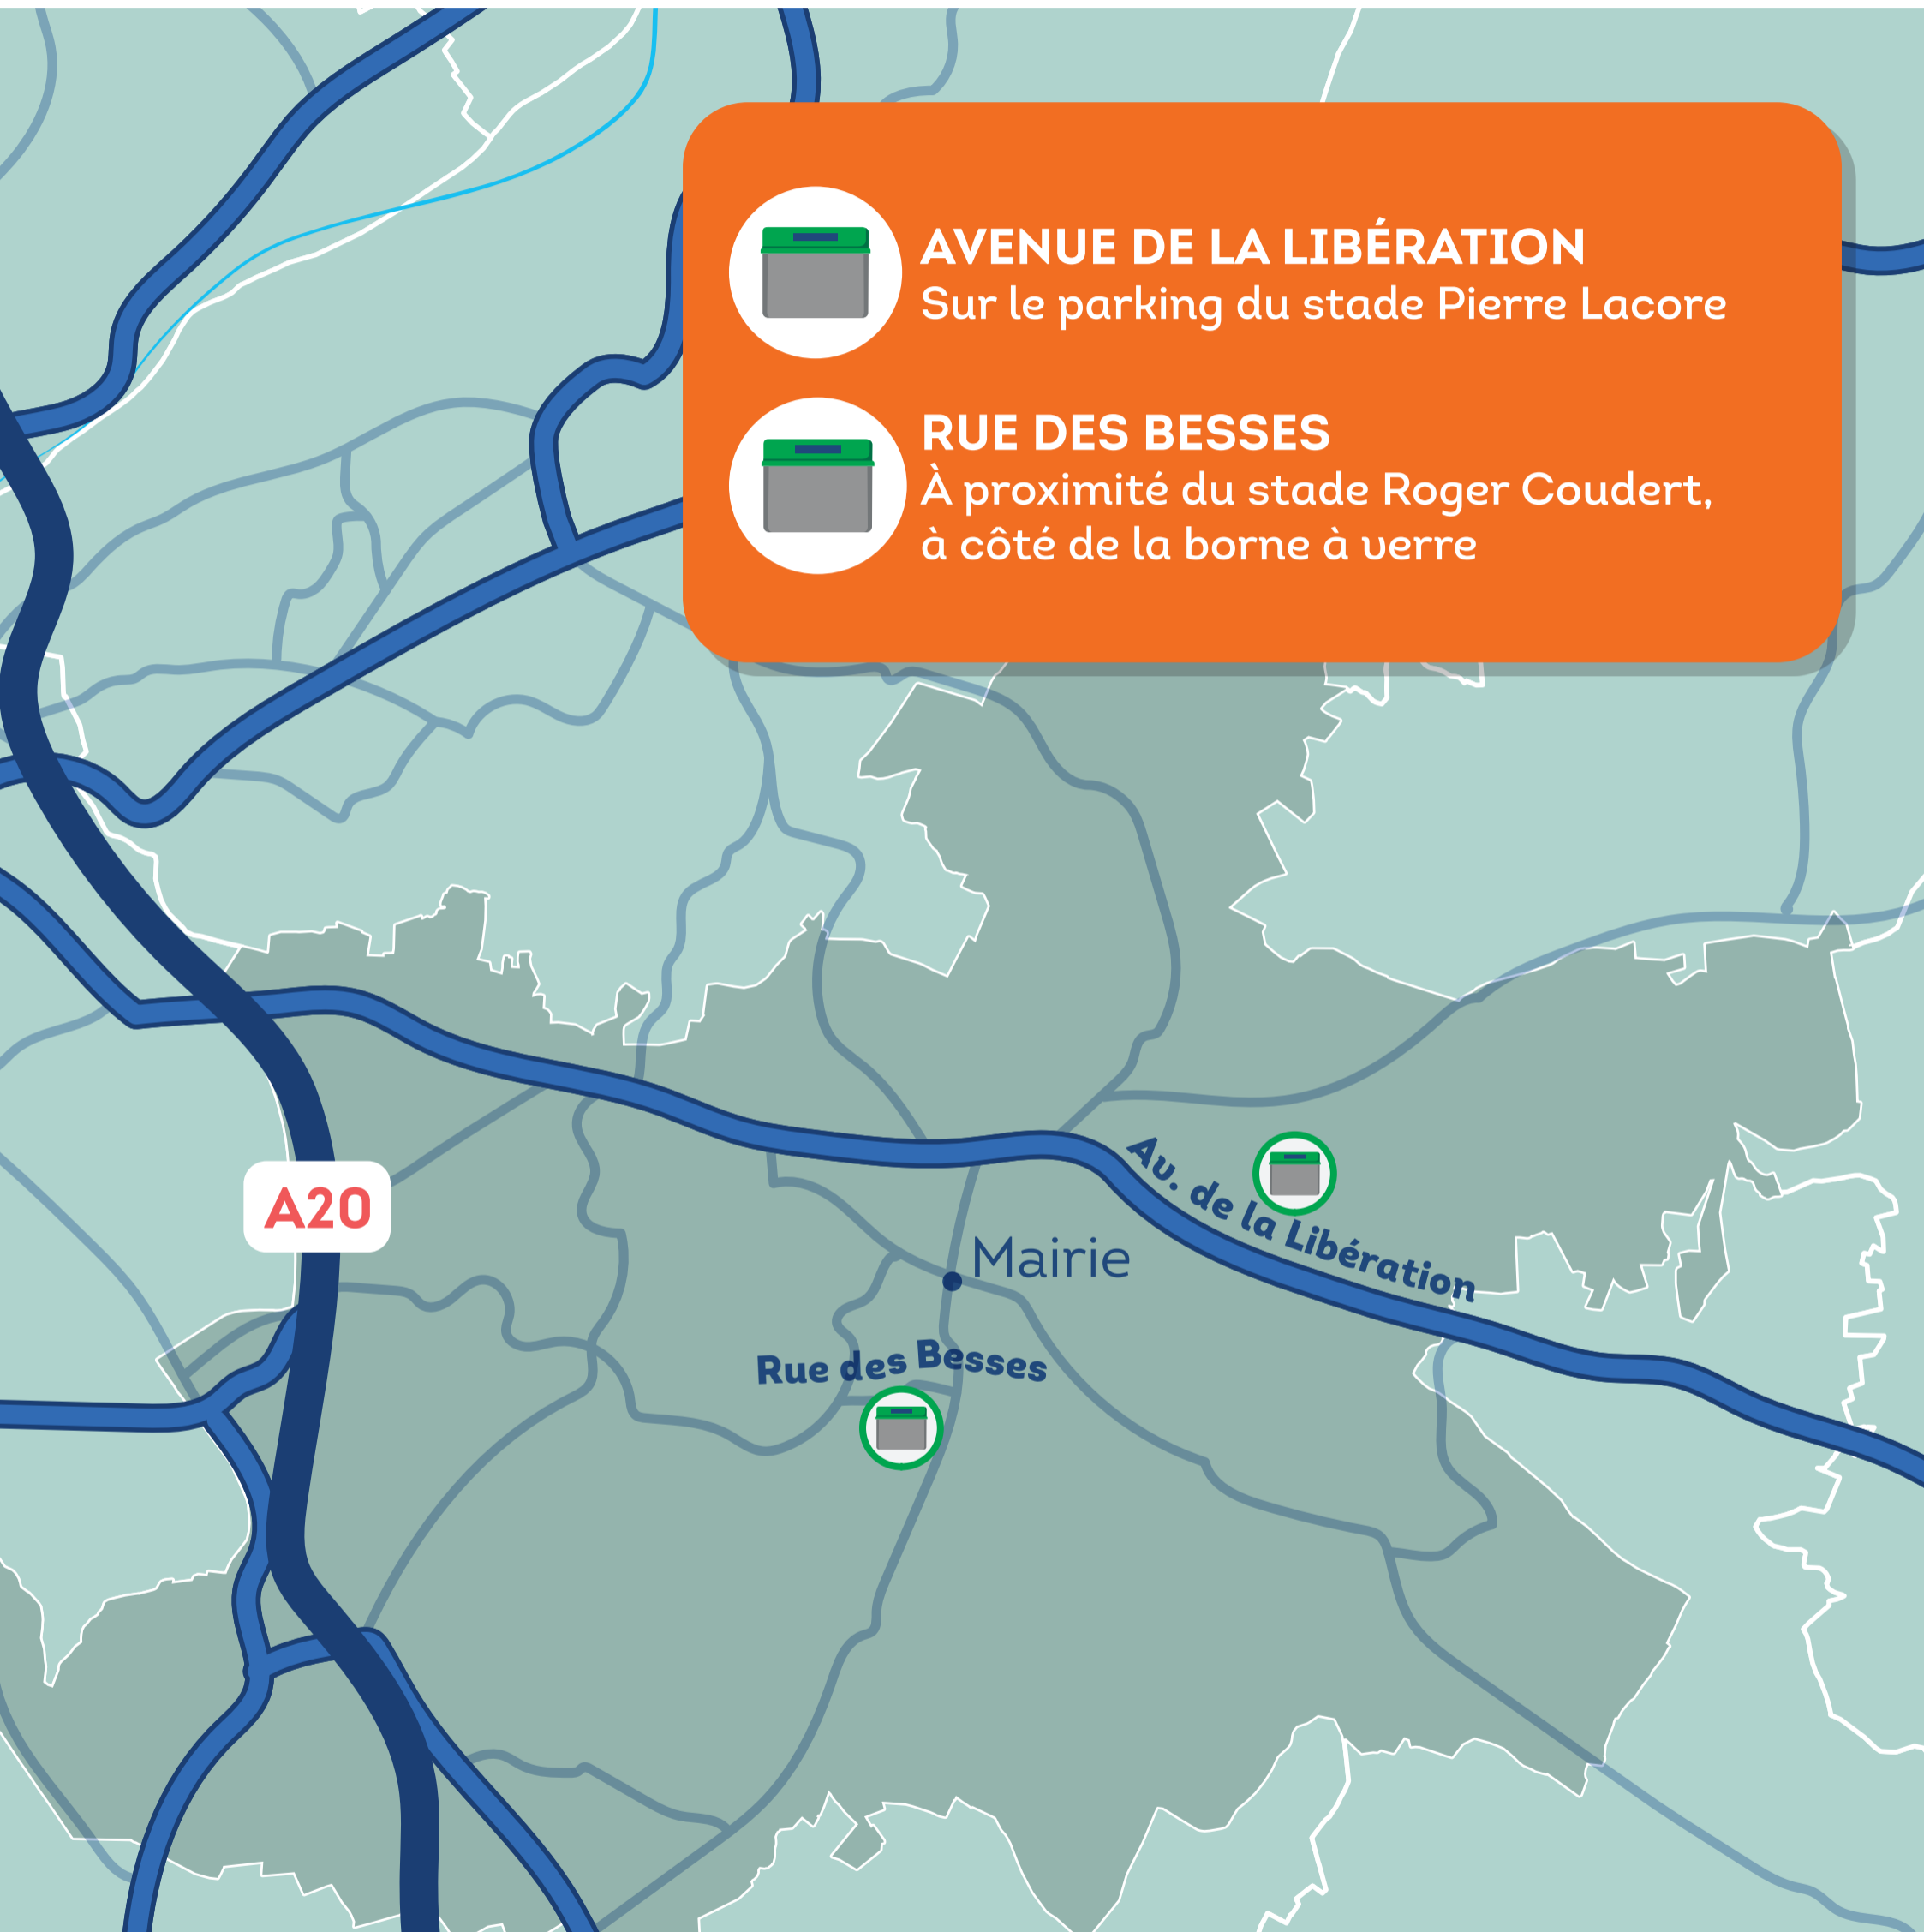 AVENUE DE LA LIBÉRATION
Sur le parking du stade Pierre Lacore
RUE DES BESSES
À proximité du stade Roger Coudert,
à côté de la borne à verre
Av. de la Libération
A20
Mairie
Rue des Besses